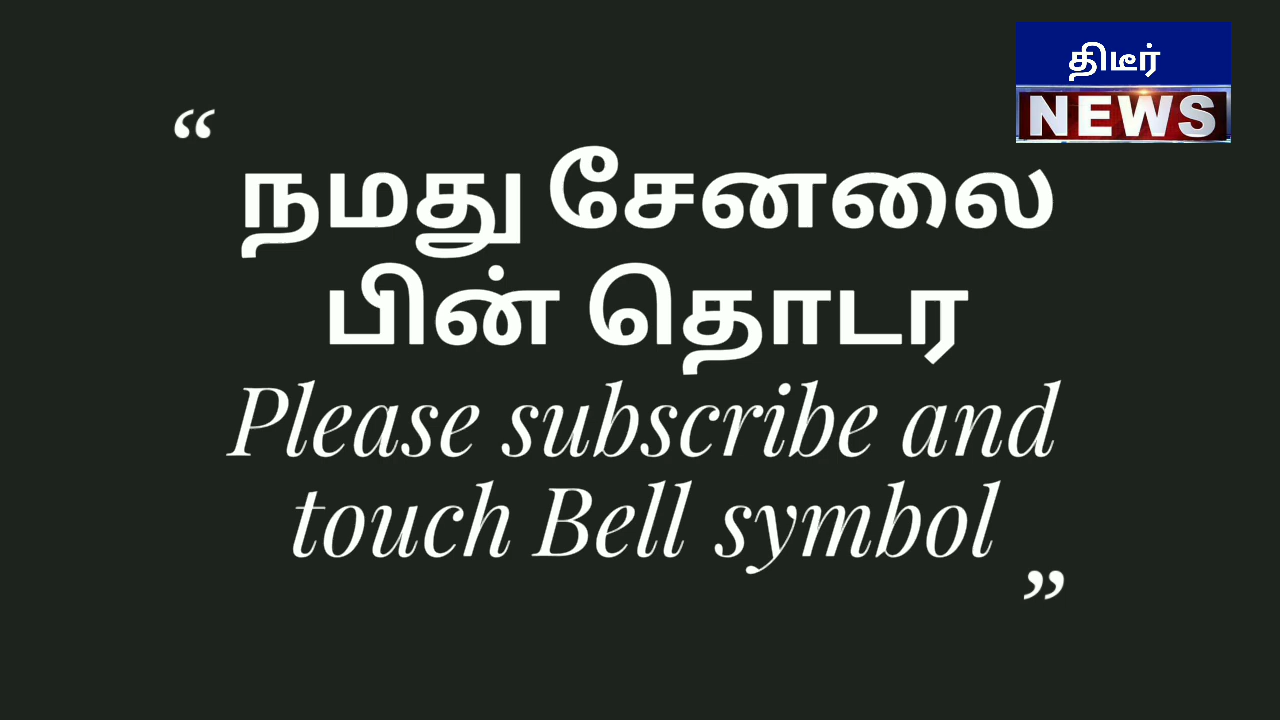 திடீர்
NEWS
“
நமது சேனலை
பின் தொடர
Please subscribe and
touch Bell symbol
”